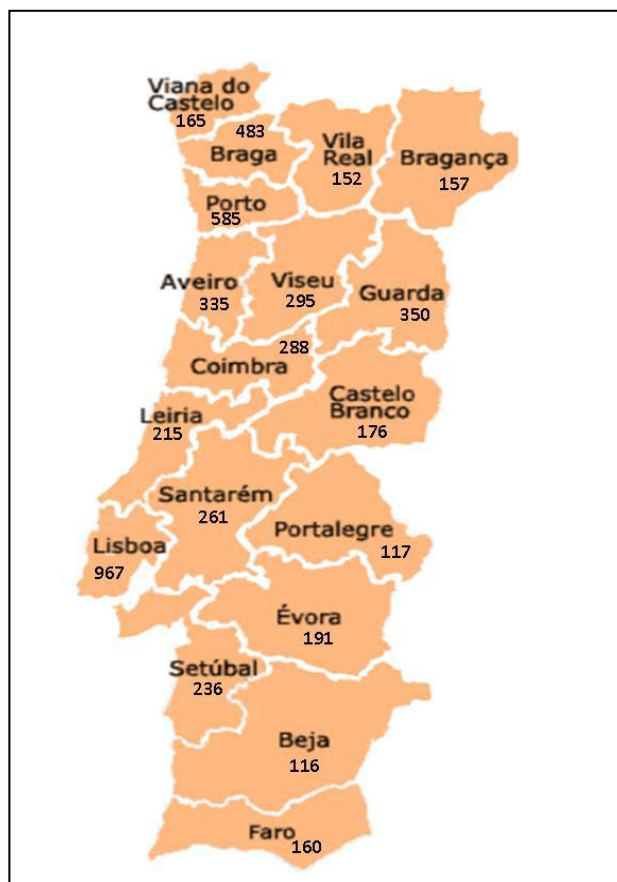 Viana do
Castelo
165
483
Braga
Vila
Real
152
Bragança
157
Porto
585
Aveiro
335
Viseu
295
Guarda
350
288
Coimbra
Castelo
Branco
176
Leiria
215
Santarém
261
Portalegre
117
Lisboa
967
Évora
191
Setúbal
236
Beja
116
Faro
160